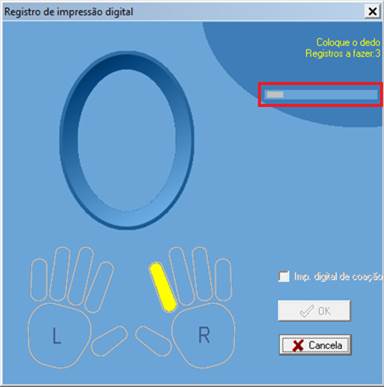 Registro de impressão digital
Coloque o dedo
Registros a fazer:3
L
R
Imp. digital de coação
OK
Cancela